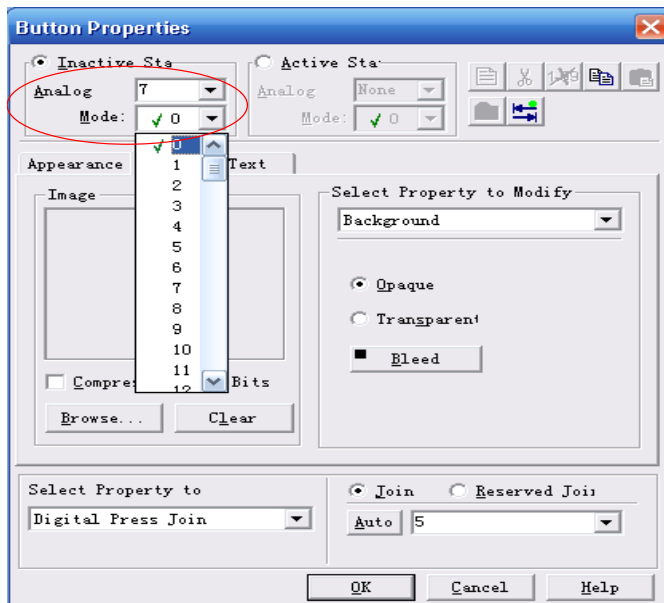 Button Properties
Inactive Sta
Active Sta
Analog 7
Analog None
Mode: 0
Mode: 0
0
1
2
3
4
5
6
7
8
9
10
11
12
Appearance
Text
Image
Select Property to Modify
Background
Opaque
Transparent
Bleed
Compres
Bits
Browse...
Clear
Select Property to
Digital Press Join
Join
Reserved Joi
Auto
5
OK
Cancel
Help